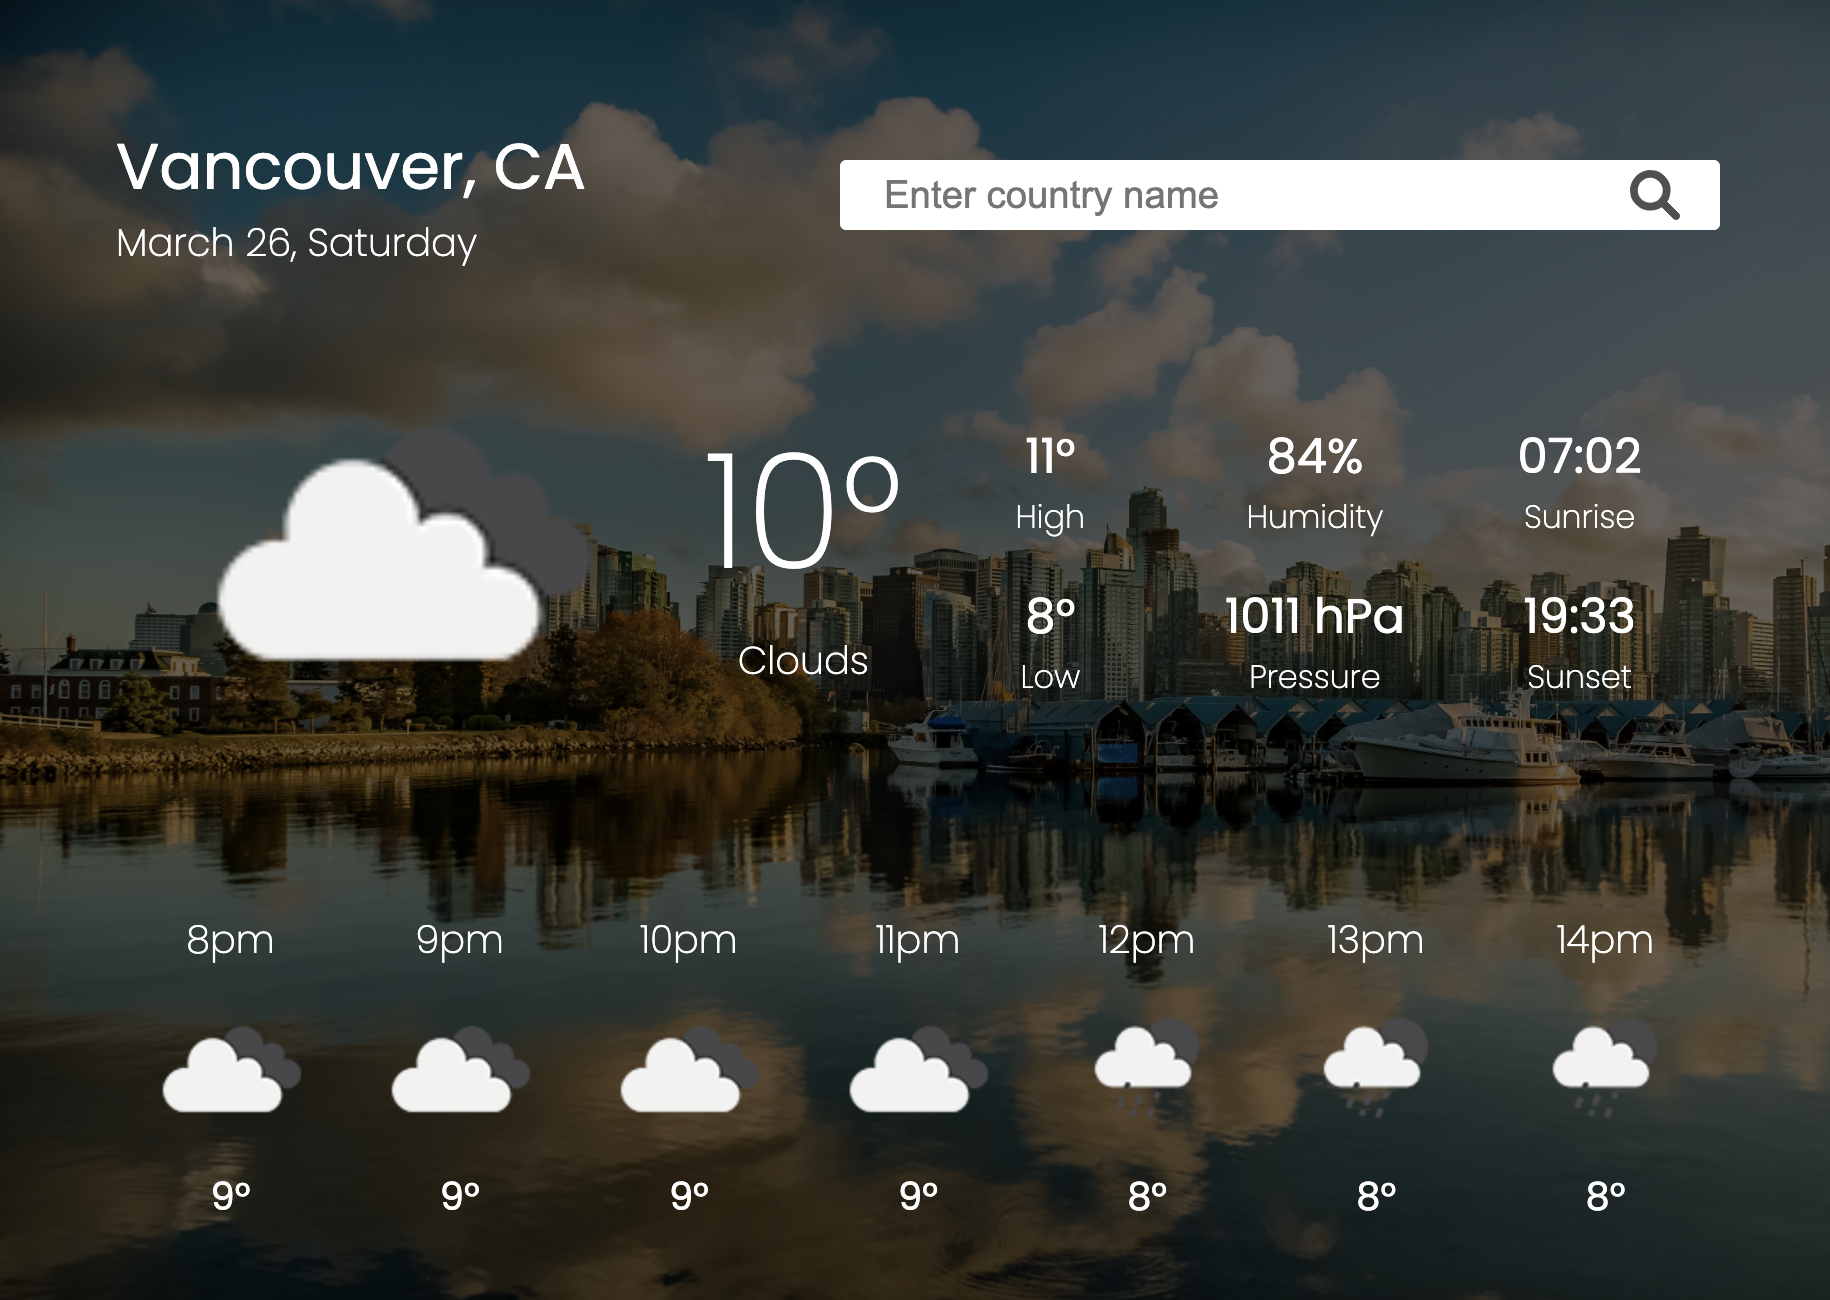 Vancouver, CA
March 26, Saturday
Enter country name
10°
Clouds
11°
High
84%
Humidity
07:02
Sunrise
8°
Low
1011 hPa
Pressure
19:33
Sunset
8pm 9pm 10pm 11pm 12pm 13pm 14pm
9° 9° 9° 9° 8° 8° 8°